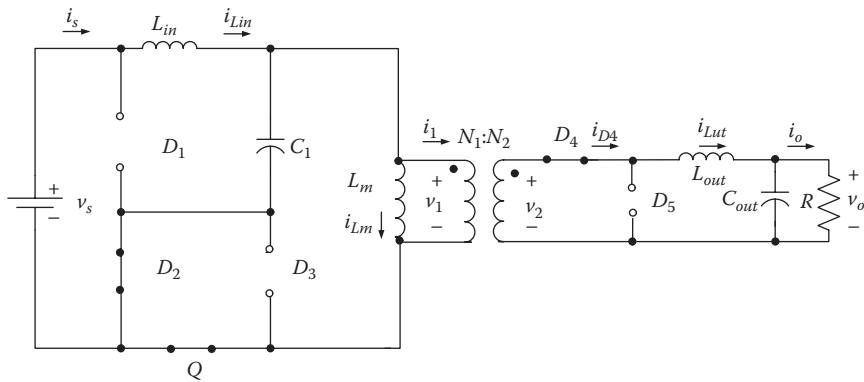 i_s
L_in
i_Lin
D_1
C_1
+
v_s
−
D_2
D_3
Q
L_m
i_Lm
i_1
N_1:N_2
+
v_1
−
+
v_2
−
D_4
i_D4
D_5
i_Lut
L_out
i_o
C_out
R
+
v_o
−